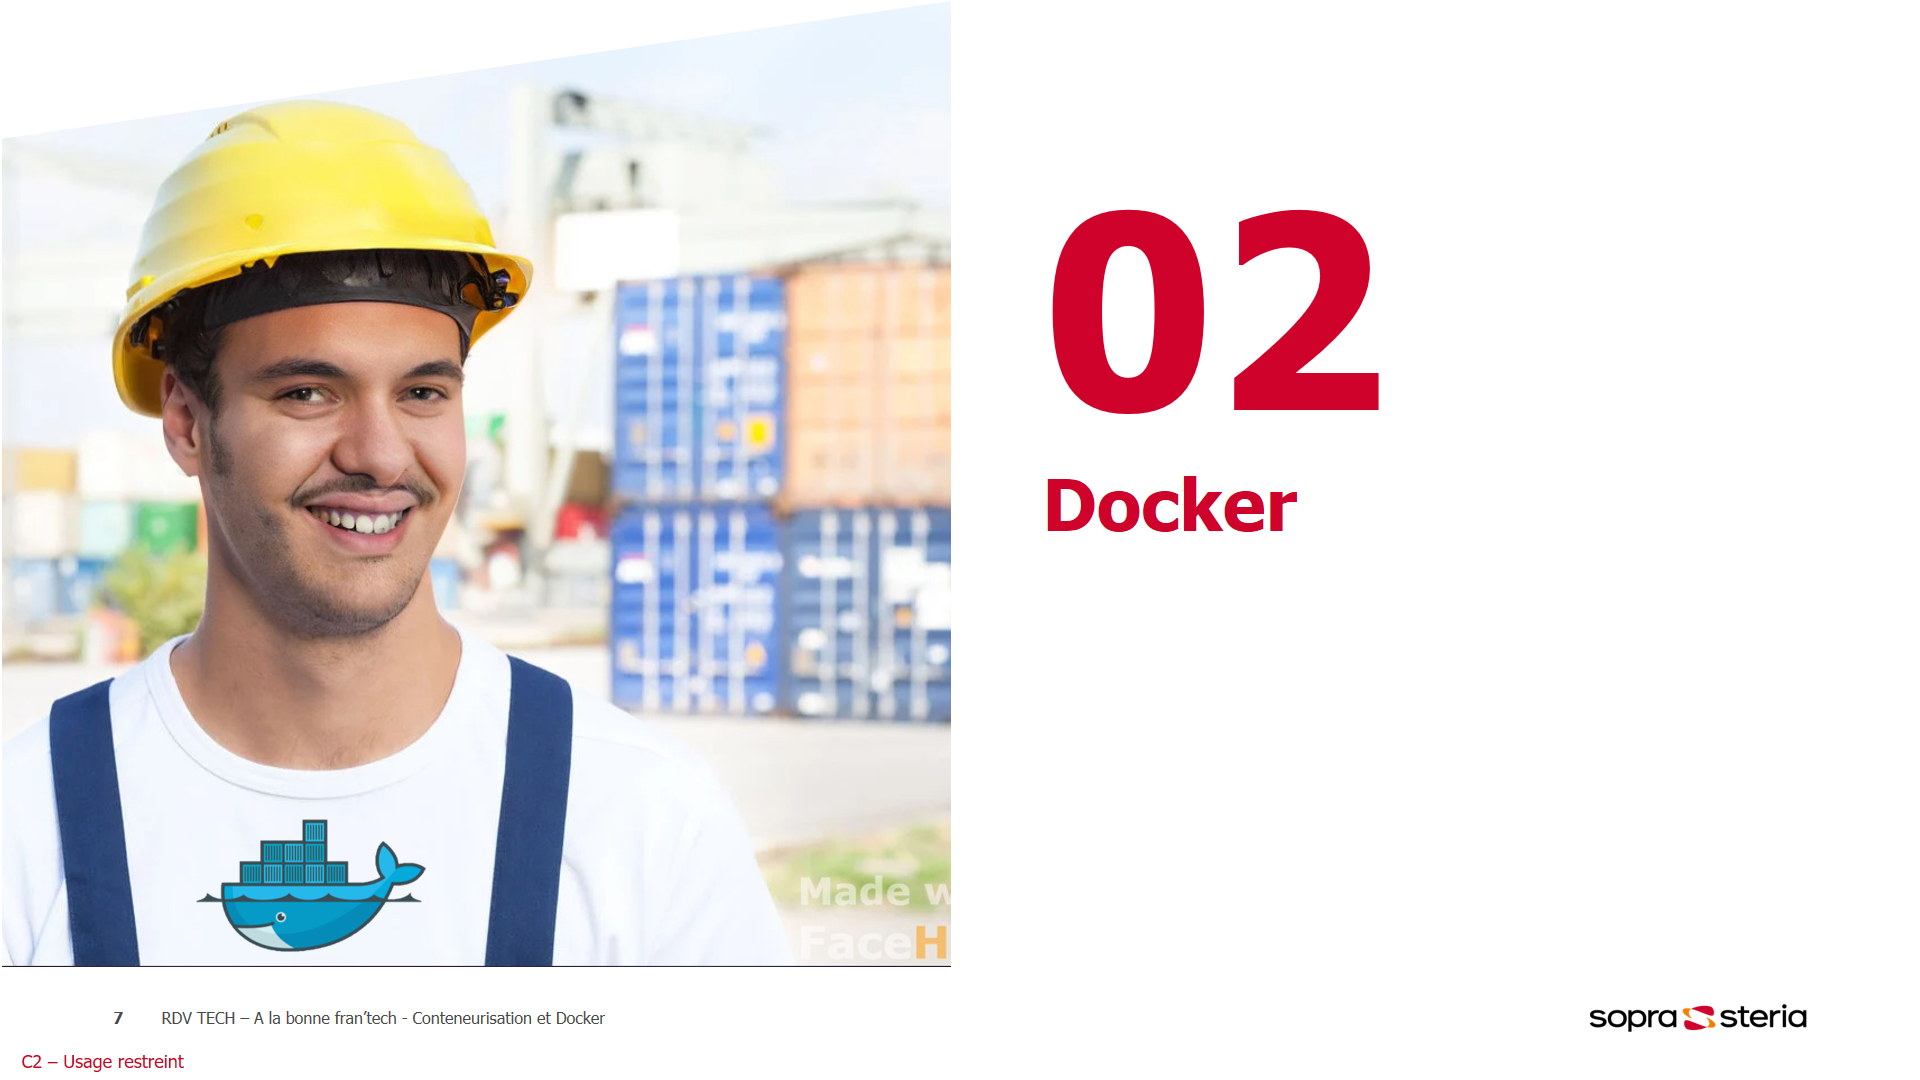 02
Docker
Made w
FaceH
7 RDV TECH – A la bonne fran’tech - Conteneurisation et Docker
sopra steria
C2 – Usage restreint